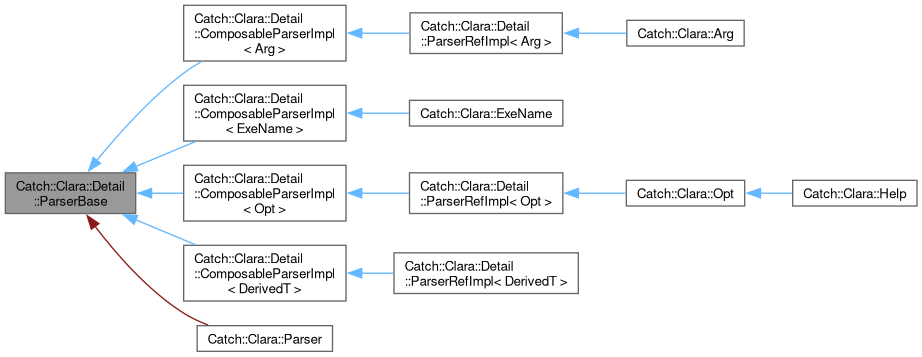 Catch::Clara::Detail
::ComposableParserImpl
< Arg >
Catch::Clara::Detail
::ParserRefImpl< Arg >
Catch::Clara::Arg
Catch::Clara::Detail
::ComposableParserImpl
< ExeName >
Catch::Clara::ExeName
Catch::Clara::Detail
::ParserBase
Catch::Clara::Detail
::ComposableParserImpl
< Opt >
Catch::Clara::Detail
::ParserRefImpl< Opt >
Catch::Clara::Opt
Catch::Clara::Help
Catch::Clara::Detail
::ComposableParserImpl
< DerivedT >
Catch::Clara::Detail
::ParserRefImpl< DerivedT >
Catch::Clara::Parser